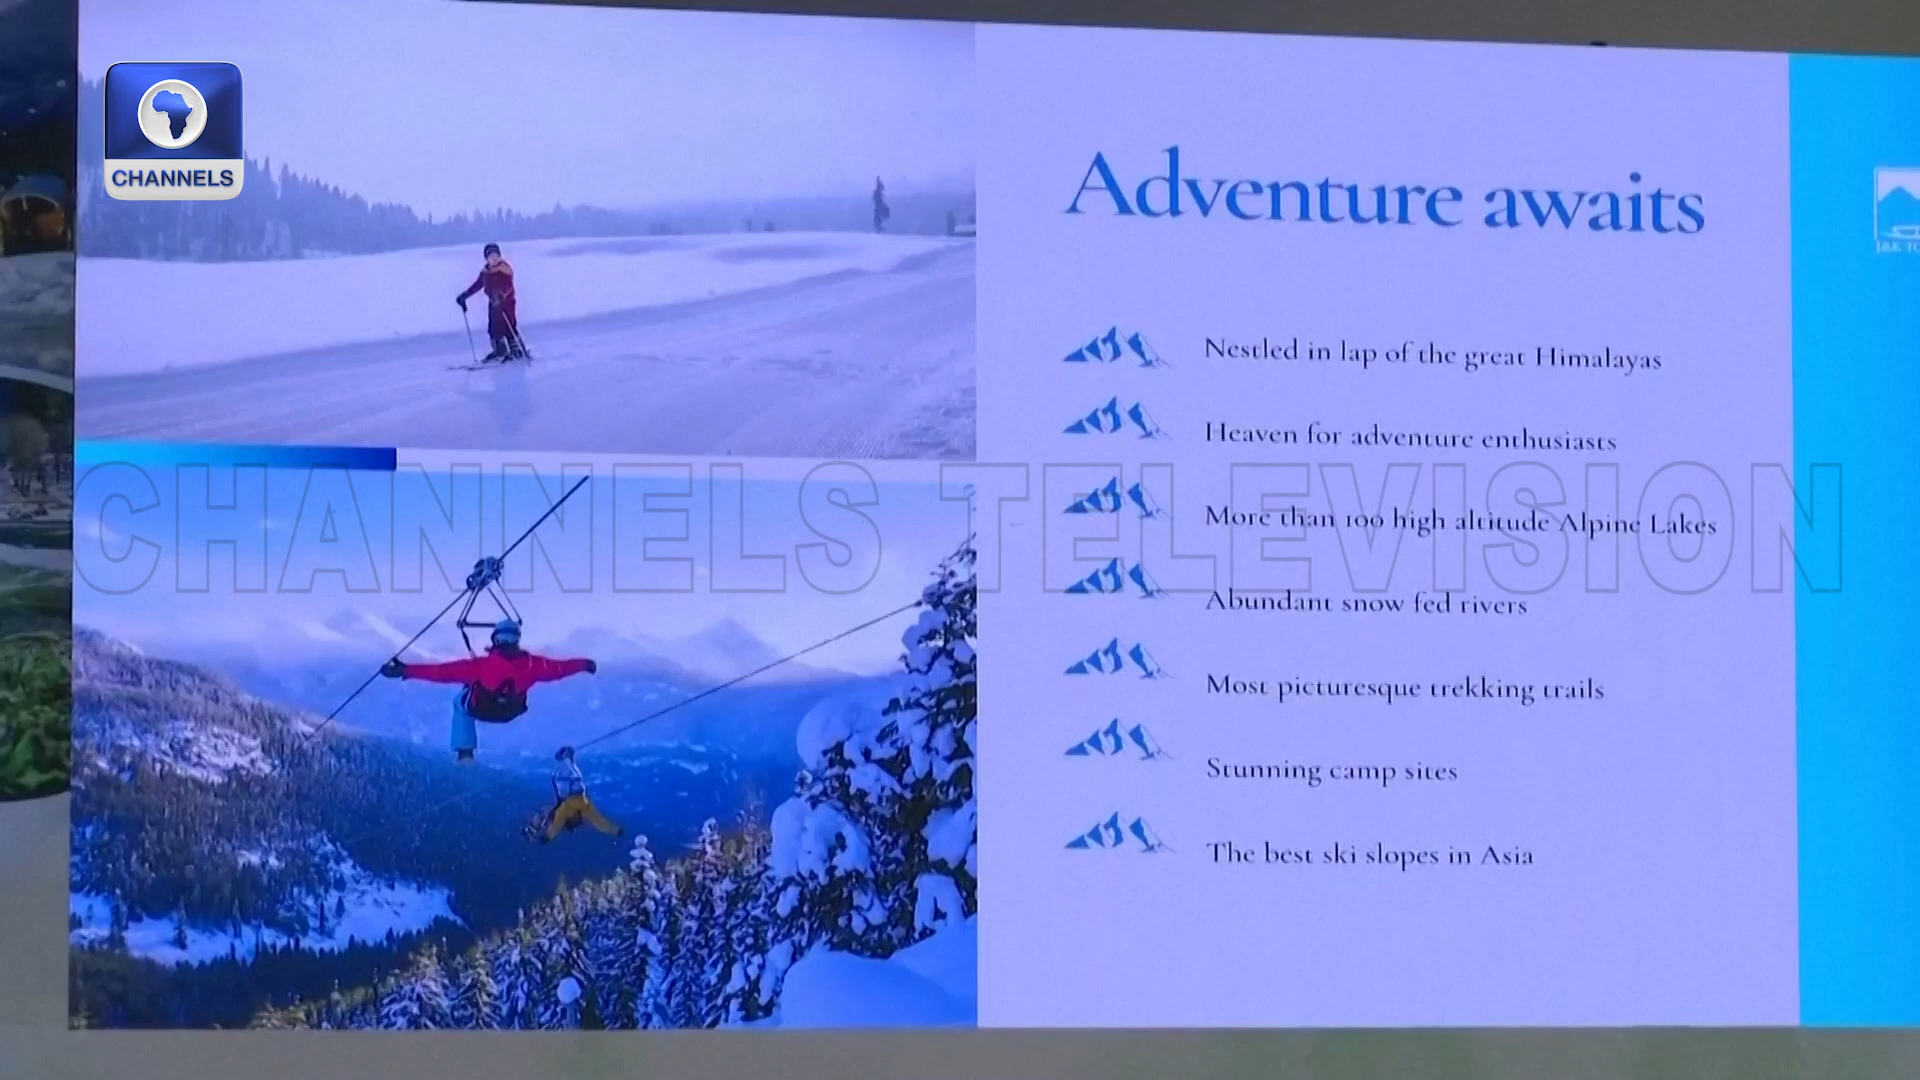 CHANNELS
Adventure awaits
J&K TO
Nestled in lap of the great Himalayas
Heaven for adventure enthusiasts
More than 100 high altitude Alpine Lakes
CHANNELS TELEVISION
Abundant snow fed rivers
Most picturesque trekking trails
Stunning camp sites
The best ski slopes in Asia